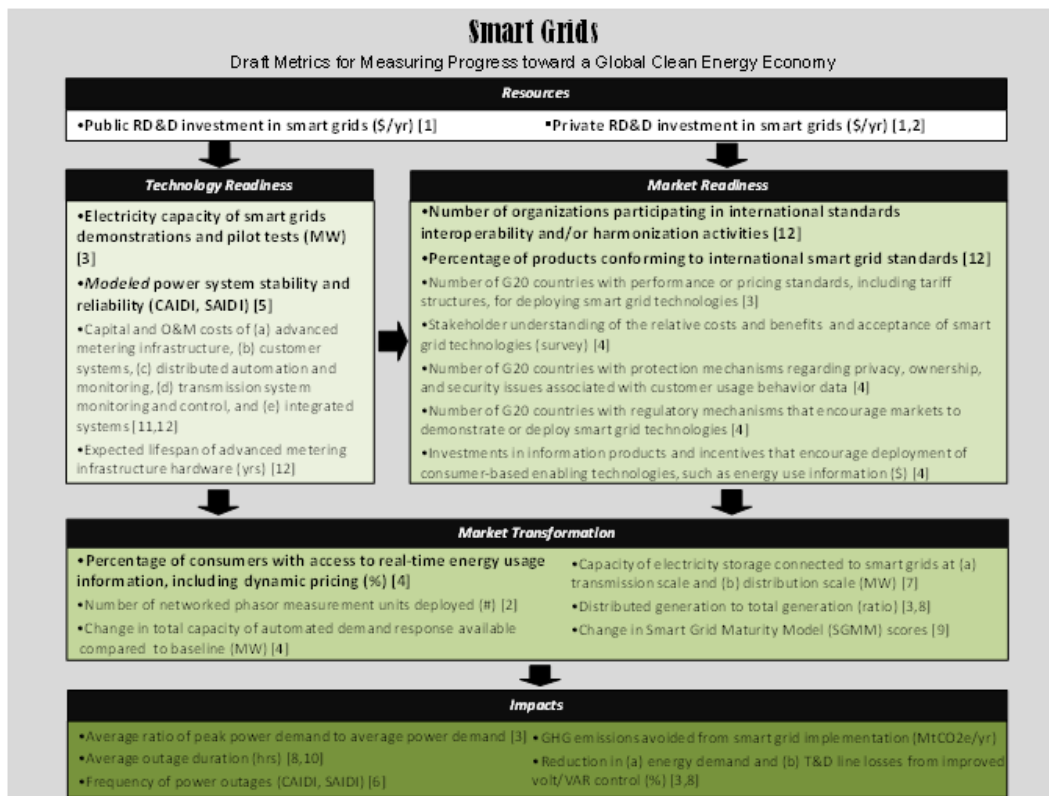 Smart Grids
Draft Metrics for Measuring Progress toward a Global Clean Energy Economy
Resources
•Public RD&D investment in smart grids ($/yr) [1]
▪Private RD&D investment in smart grids ($/yr) [1,2]
Technology Readiness
•Electricity capacity of smart grids
demonstrations and pilot tests (MW)
[3]
•Modeled power system stability and
reliability (CAIDI, SAIDI) [5]
•Capital and O&M costs of (a) advanced
metering infrastructure, (b) customer
systems, (c) distributed automation and
monitoring, (d) transmission system
monitoring and control, and (e) integrated
systems [11,12]
•Expected lifespan of advanced metering
infrastructure hardware (yrs) [12]
Market Readiness
•Number of organizations participating in international standards
interoperability and/or harmonization activities [12]
•Percentage of products conforming to international smart grid standards [12]
•Number of G20 countries with performance or pricing standards, including tariff
structures, for deploying smart grid technologies [3]
•Stakeholder understanding of the relative costs and benefits and acceptance of smart
grid technologies (survey) [4]
•Number of G20 countries with protection mechanisms regarding privacy, ownership,
and security issues associated with customer usage behavior data [4]
•Number of G20 countries with regulatory mechanisms that encourage markets to
demonstrate or deploy smart grid technologies [4]
•Investments in information products and incentives that encourage deployment of
consumer-based enabling technologies, such as energy use information ($) [4]
Market Transformation
•Percentage of consumers with access to real-time energy usage
information, including dynamic pricing (%) [4]
•Number of networked phasor measurement units deployed (#) [2]
•Change in total capacity of automated demand response available
compared to baseline (MW) [4]
•Capacity of electricity storage connected to smart grids at (a)
transmission scale and (b) distribution scale (MW) [7]
•Distributed generation to total generation (ratio) [3,8]
•Change in Smart Grid Maturity Model (SGMM) scores [9]
Impacts
•Average ratio of peak power demand to average power demand [3]
•Average outage duration (hrs) [8,10]
•Frequency of power outages (CAIDI, SAIDI) [6]
•GHG emissions avoided from smart grid implementation (MtCO2e/yr)
•Reduction in (a) energy demand and (b) T&D line losses from improved
volt/VAR control (%) [3,8]